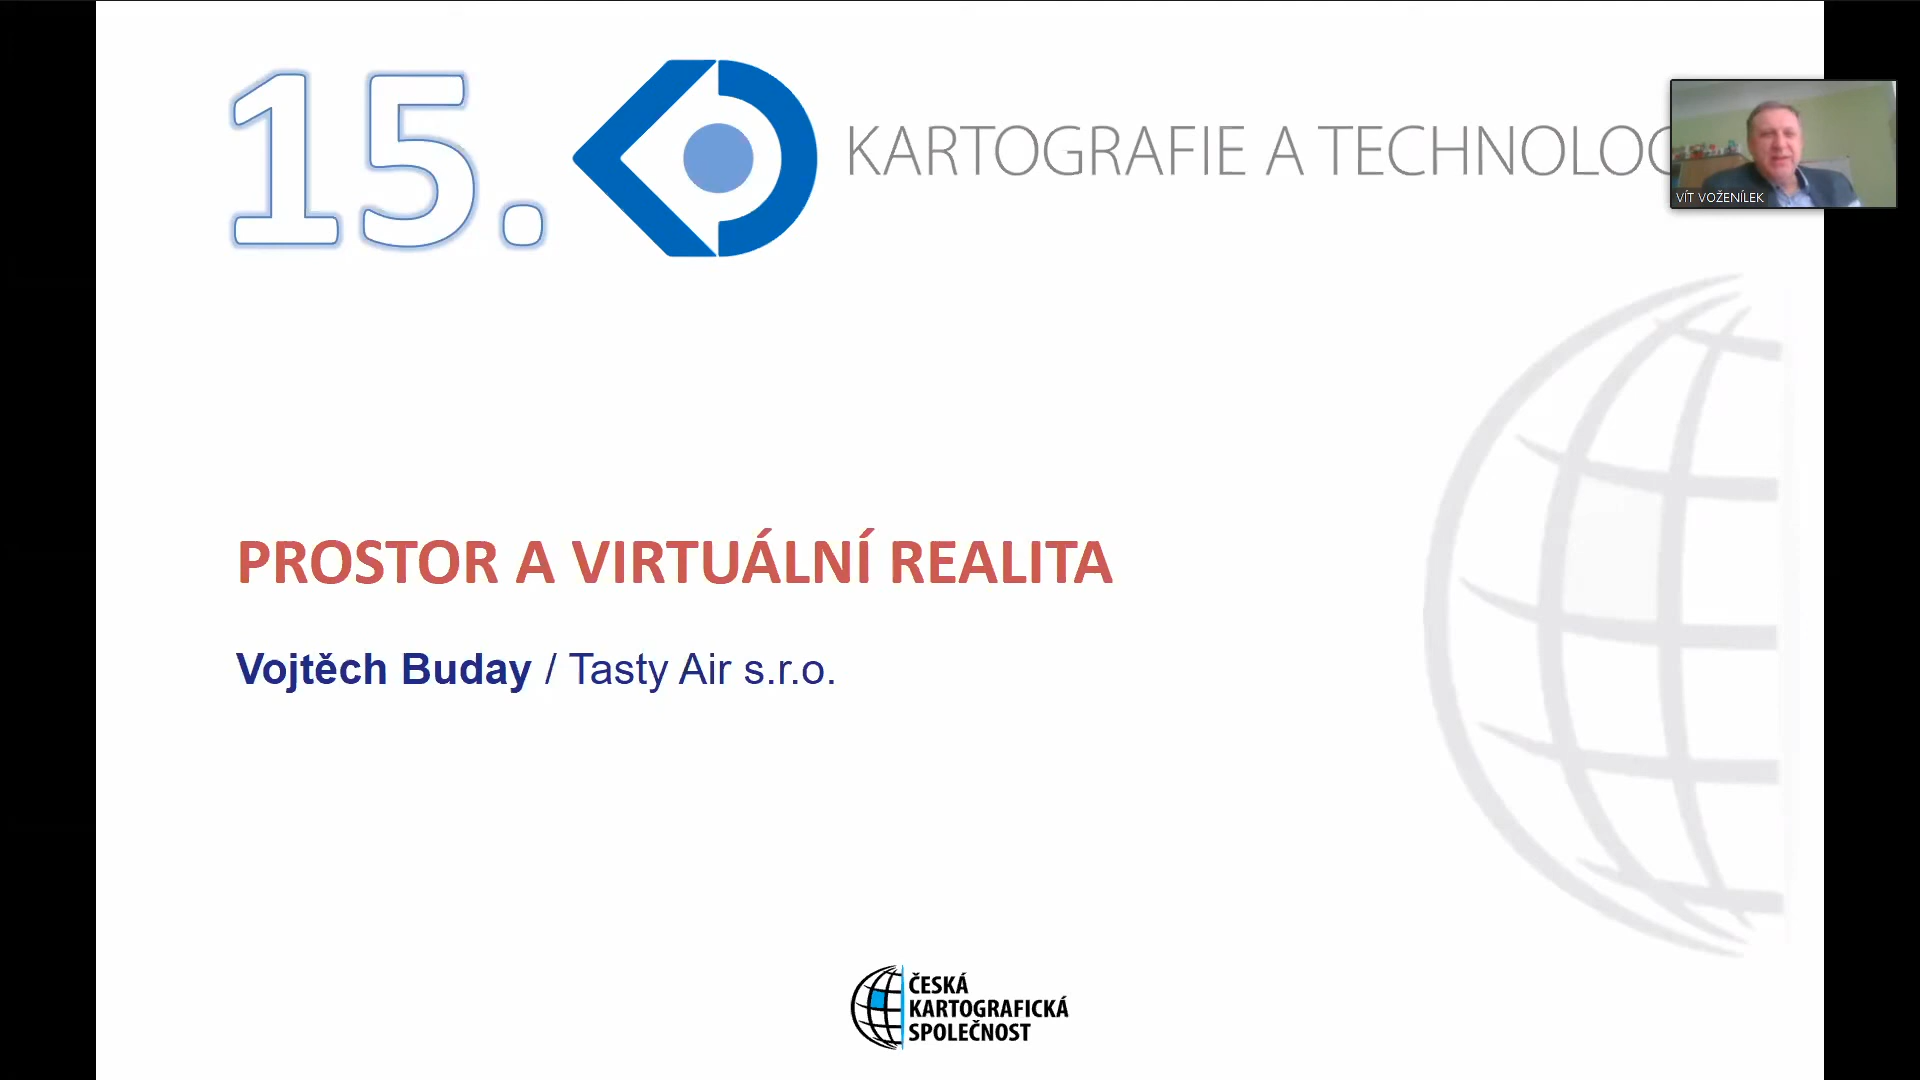 15. KARTOGRAFIE A TECHNOLOG
VÍT VOŽENÍLEK
PROSTOR A VIRTUÁLNÍ REALITA
Vojtěch Buday / Tasty Air s.r.o.
ČESKÁ
KARTOGRAFICKÁ
SPOLEČNOST